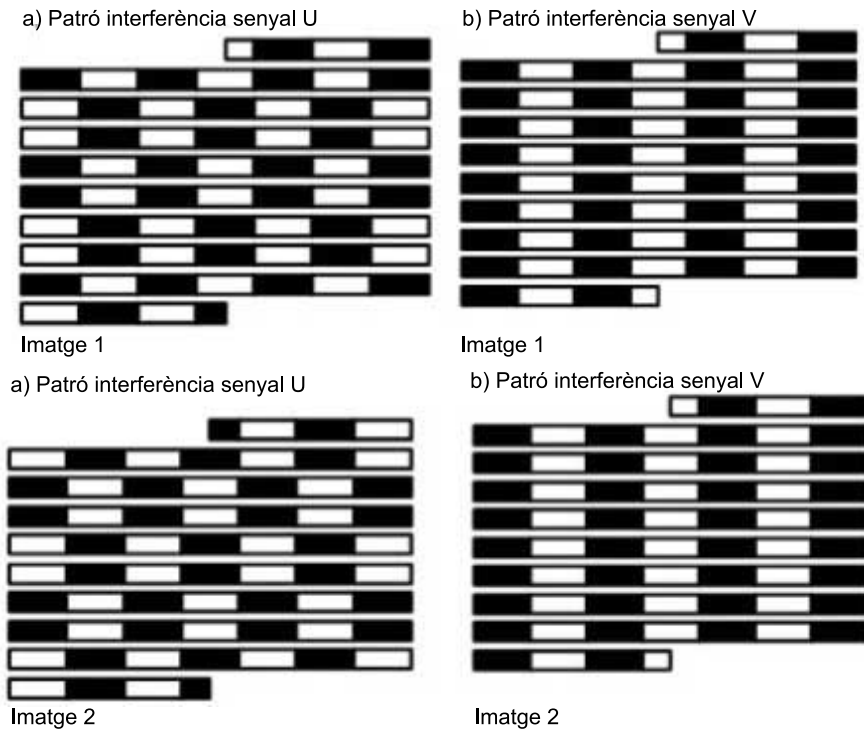 a) Patró interferència senyal U
b) Patró interferència senyal V
Imatge 1
Imatge 1
a) Patró interferència senyal U
b) Patró interferència senyal V
Imatge 2
Imatge 2